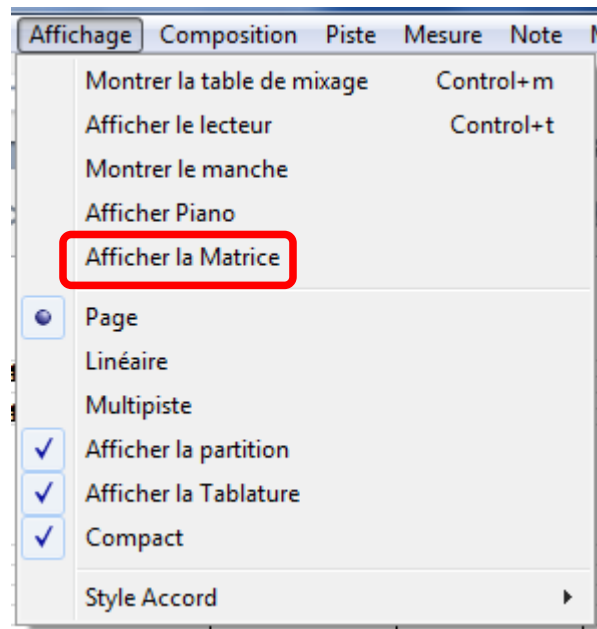 Affichage Composition Piste Mesure Note
Montrer la table de mixage Control+m
Afficher le lecteur Control+t
Montrer le manche
Afficher Piano
Afficher la Matrice
Page
Linéaire
Multipiste
Afficher la partition
Afficher la Tablature
Compact
Style Accord